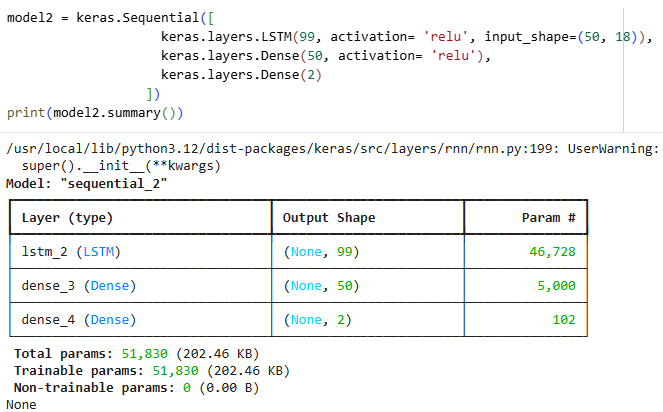 model2 = keras.Sequential([
keras.layers.LSTM(99, activation= 'relu', input_shape=(50, 18)),
keras.layers.Dense(50, activation= 'relu'),
keras.layers.Dense(2)
])
print(model2.summary())
/usr/local/lib/python3.12/dist-packages/keras/src/layers/rnn/rnn.py:199: UserWarning:
super().__init__(**kwargs)
Model: "sequential_2"
Layer (type) Output Shape Param #
lstm_2 (LSTM) (None, 99) 46,728
dense_3 (Dense) (None, 50) 5,000
dense_4 (Dense) (None, 2) 102
Total params: 51,830 (202.46 KB)
Trainable params: 51,830 (202.46 KB)
Non-trainable params: 0 (0.00 B)
None